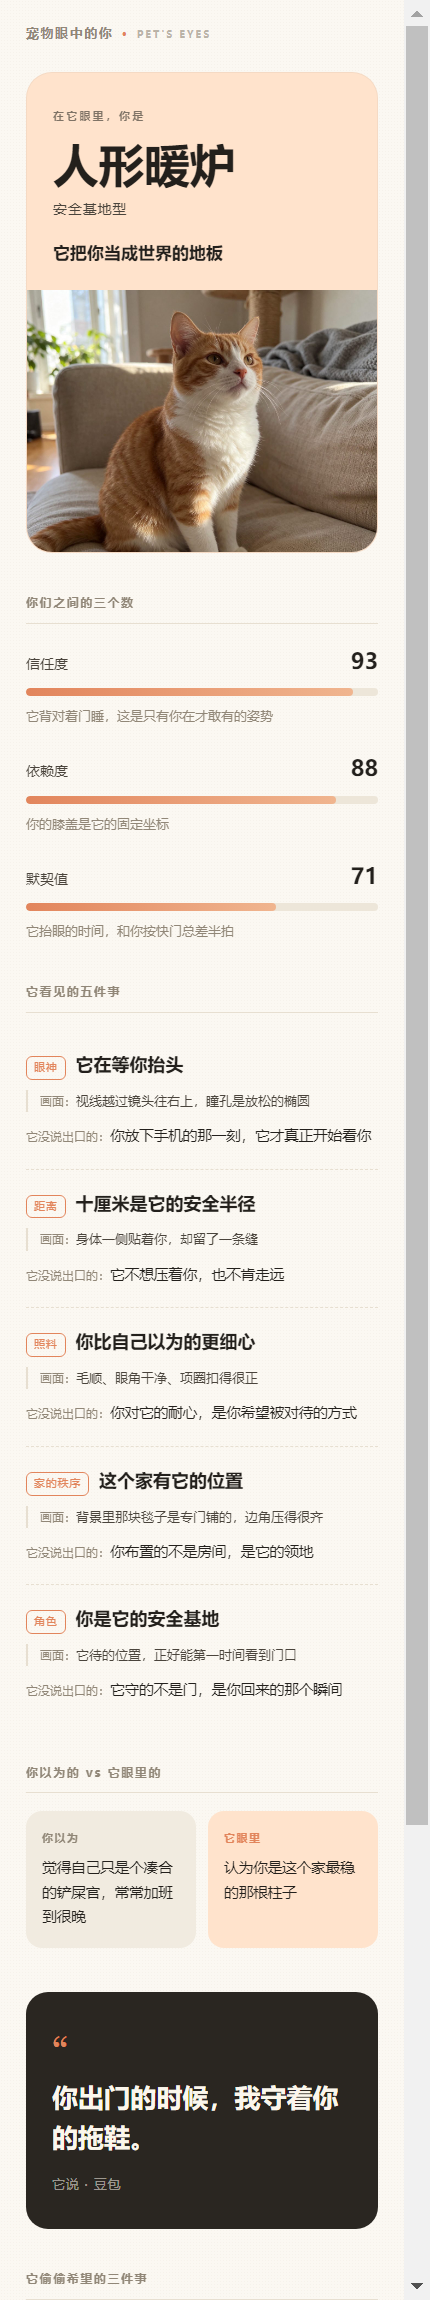 宠物眼中的你 • PET'S EYES
在它眼里，你是
人形暖炉
安全基地型
它把你当成世界的地板
你们之间的三个数
信任度 93
它背对着门睡，这是只有你在才敢有的姿势
依赖度 88
你的膝盖是它的固定坐标
默契值 71
它抬眼的时间，和你按快门总差半拍
它看见的五件事
眼神 它在等你抬头
画面：视线越过镜头往右上，瞳孔是放松的椭圆
它没说出口的：你放下手机的那一刻，它才真正开始看你
距离 十厘米是它的安全半径
画面：身体一侧贴着你，却留了一条缝
它没说出口的：它不想压着你，也不肯走远
照料 你比自己以为的更细心
画面：毛顺、眼角干净、项圈扣得很正
它没说出口的：你对它的耐心，是你希望被对待的方式
家的秩序 这个家有它的位置
画面：背景里那块毯子是专门铺的，边角压得很齐
它没说出口的：你布置的不是房间，是它的领地
角色 你是它的安全基地
画面：它待的位置，正好能第一时间看到门口
它没说出口的：它守的不是门，是你回来的那个瞬间
你以为的 vs 它眼里的
你以为
觉得自己只是个凑合
的铲屎官，常常加班
到很晚
它眼里
认为你是这个家最稳
的那根柱子
“
你出门的时候，我守着你
的拖鞋。
它说 · 豆包
它偷偷希望的三件事